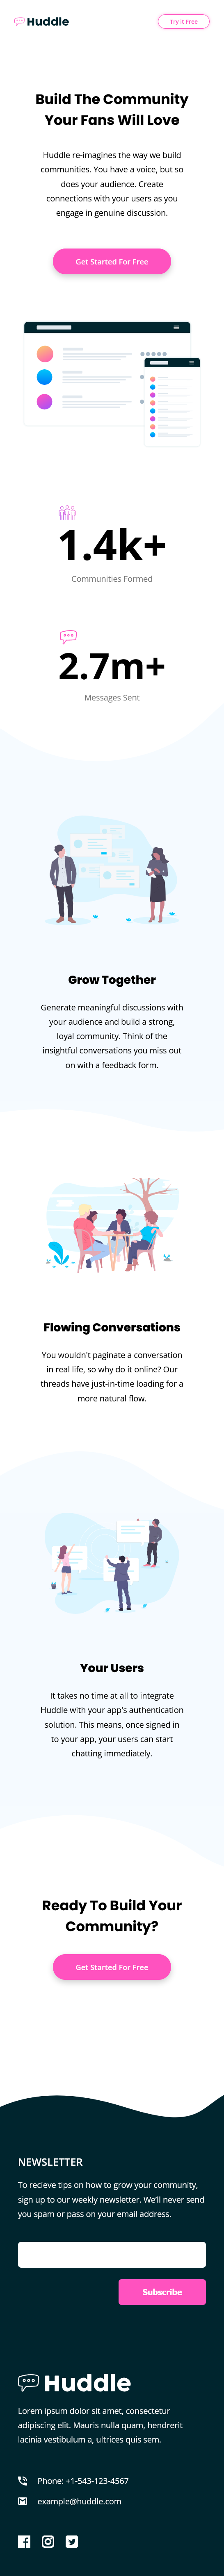 Huddle
Try it Free
Build The Community
Your Fans Will Love
Huddle re-imagines the way we build
communities. You have a voice, but so
does your audience. Create
connections with your users as you
engage in genuine discussion.
Get Started For Free
1.4k+
Communities Formed
2.7m+
Messages Sent
Grow Together
Generate meaningful discussions with
your audience and build a strong,
loyal community. Think of the
insightful conversations you miss out
on with a feedback form.
Flowing Conversations
You wouldn't paginate a conversation
in real life, so why do it online? Our
threads have just-in-time loading for a
more natural flow.
Your Users
It takes no time at all to integrate
Huddle with your app's authentication
solution. This means, once signed in
to your app, your users can start
chatting immediately.
Ready To Build Your
Community?
Get Started For Free
NEWSLETTER
To recieve tips on how to grow your community,
sign up to our weekly newsletter. We'll never send
you spam or pass on your email address.
Subscribe
Huddle
Lorem ipsum dolor sit amet, consectetur
adipiscing elit. Mauris nulla quam, hendrerit
lacinia vestibulum a, ultrices quis sem.
Phone: +1-543-123-4567
example@huddle.com